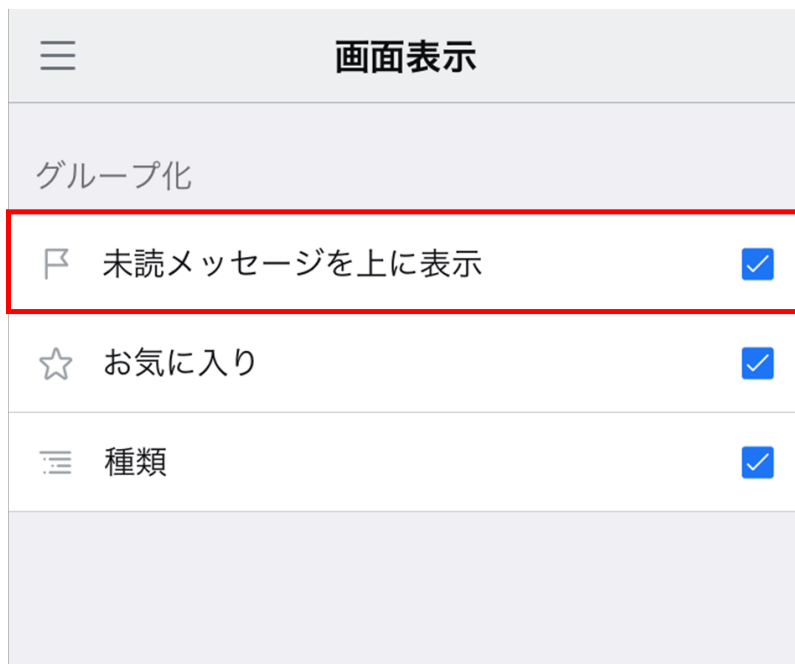 画面表示
グループ化
未読メッセージを上に表示
お気に入り
種類